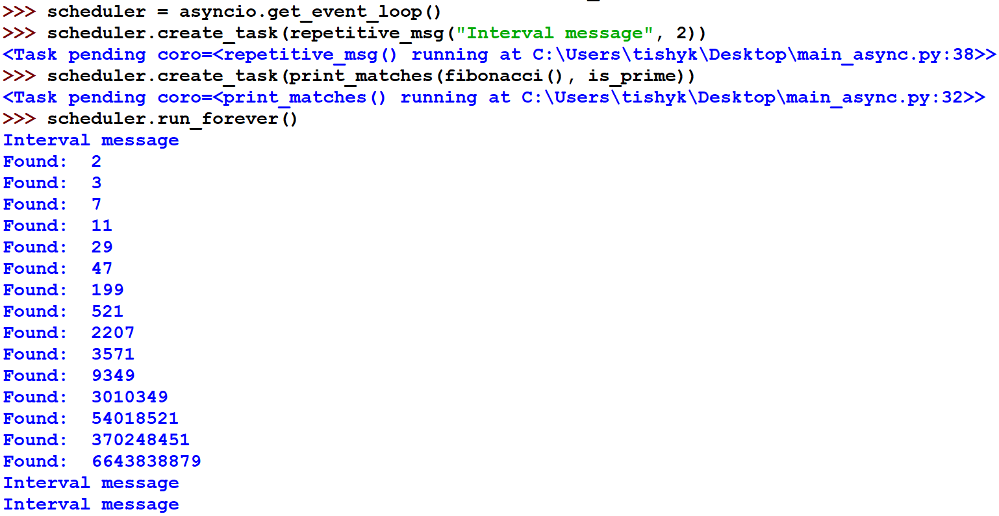 >>> scheduler = asyncio.get_event_loop()
>>> scheduler.create_task(repetitive_msg("Interval message", 2))
<Task pending coro=<repetitive_msg() running at C:\Users\tishyk\Desktop\main_async.py:38>>
>>> scheduler.create_task(print_matches(fibonacci(), is_prime))
<Task pending coro=<print_matches() running at C:\Users\tishyk\Desktop\main_async.py:32>>
>>> scheduler.run_forever()
Interval message
Found:  2
Found:  3
Found:  7
Found:  11
Found:  29
Found:  47
Found:  199
Found:  521
Found:  2207
Found:  3571
Found:  9349
Found:  3010349
Found:  54018521
Found:  370248451
Found:  6643838879
Interval message
Interval message